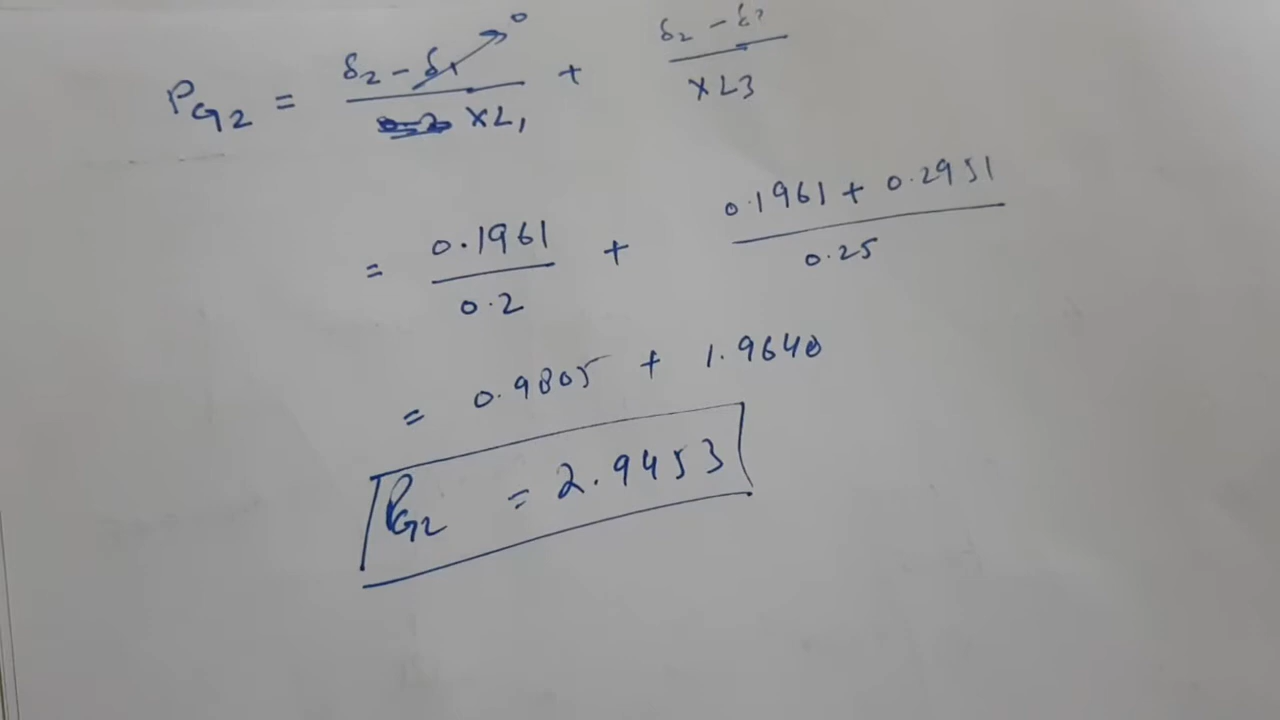 PG2 = δ2 - δ1 → 0 / XL1 + δ2 - δ3 / XL3
= 0.1961 / 0.2 + 0.1961 + 0.2951 / 0.25
= 0.9805 + 1.9648
PG2 = 2.9453